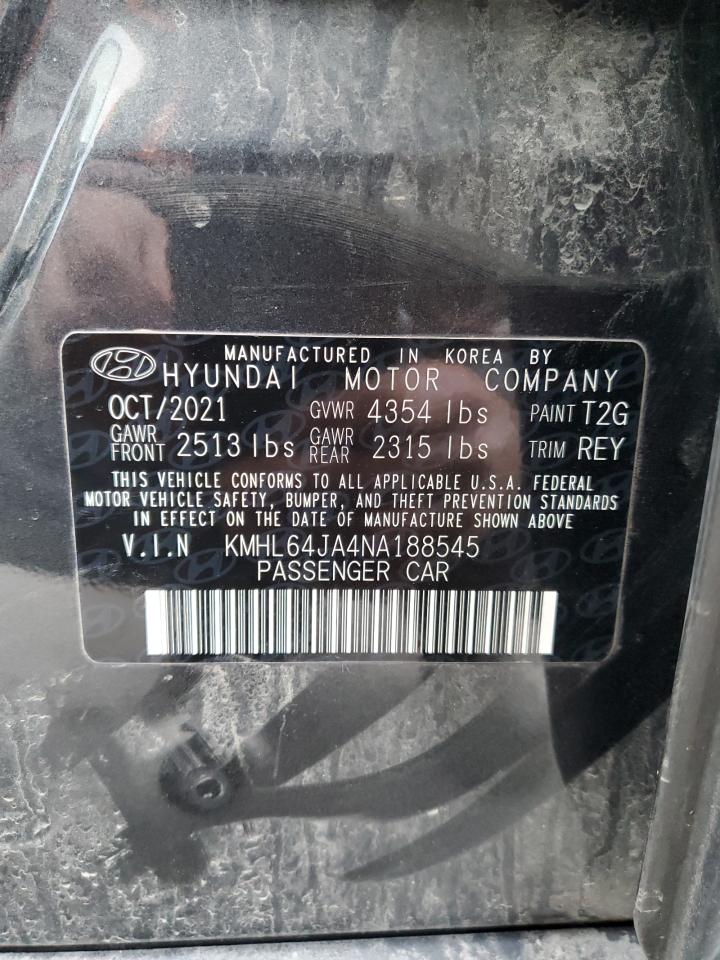 MANUFACTURED IN KOREA BY
HYUNDAI MOTOR COMPANY
OCT/2021 GVWR 4354 lbs PAINT T2G
GAWR FRONT 2513 lbs GAWR REAR 2315 lbs TRIM REY
THIS VEHICLE CONFORMS TO ALL APPLICABLE U.S.A. FEDERAL
MOTOR VEHICLE SAFETY, BUMPER, AND THEFT PREVENTION STANDARDS
IN EFFECT ON THE DATE OF MANUFACTURE SHOWN ABOVE
V.I.N KMHL64JA4NA188545
PASSENGER CAR